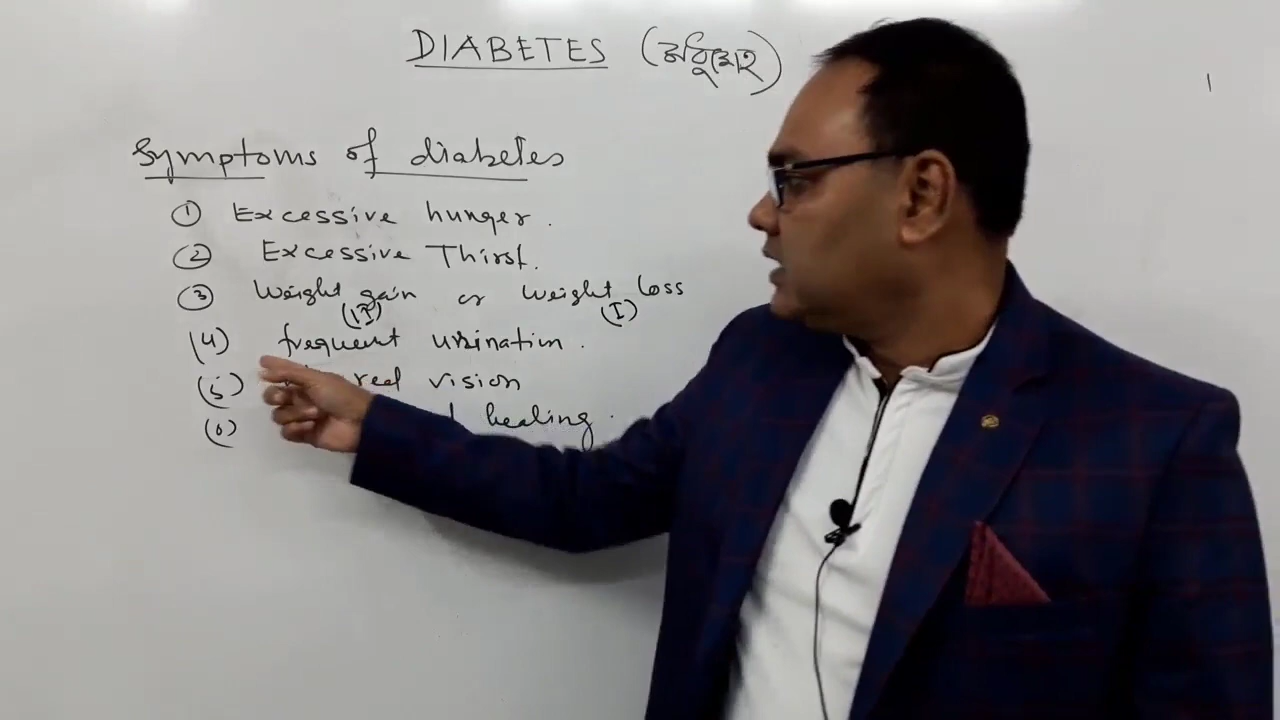 DIABETES (মধুমেহ)
Symptoms of diabetes
① Excessive hunger.
② Excessive Thirst.
③ Weight gain or weight loss
(II) (I)
(4) frequent urination.
(5) vision
(6) healing.